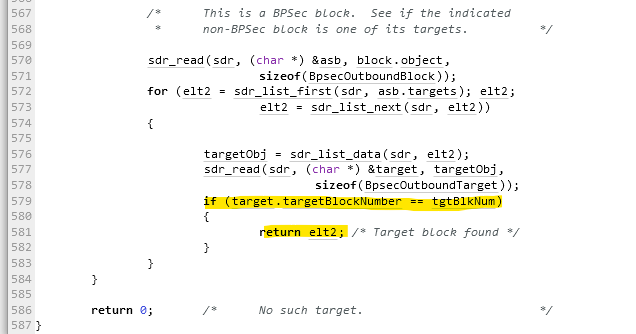 567 /* This is a BPSec block. See if the indicated
568 * non-BPSec block is one of its targets. */
569
570 sdr_read(sdr, (char *) &asb, block.object,
571 sizeof(BpsecOutboundBlock));
572 for (elt2 = sdr_list_first(sdr, asb.targets); elt2;
573 elt2 = sdr_list_next(sdr, elt2))
574 {
575
576 targetObj = sdr_list_data(sdr, elt2);
577 sdr_read(sdr, (char *) &target, targetObj,
578 sizeof(BpsecOutboundTarget));
579 if (target.targetBlockNumber == tgtBlkNum)
580 {
581 return elt2; /* Target block found */
582 }
583 }
584 }
585
586 return 0; /* No such target. */
587 }